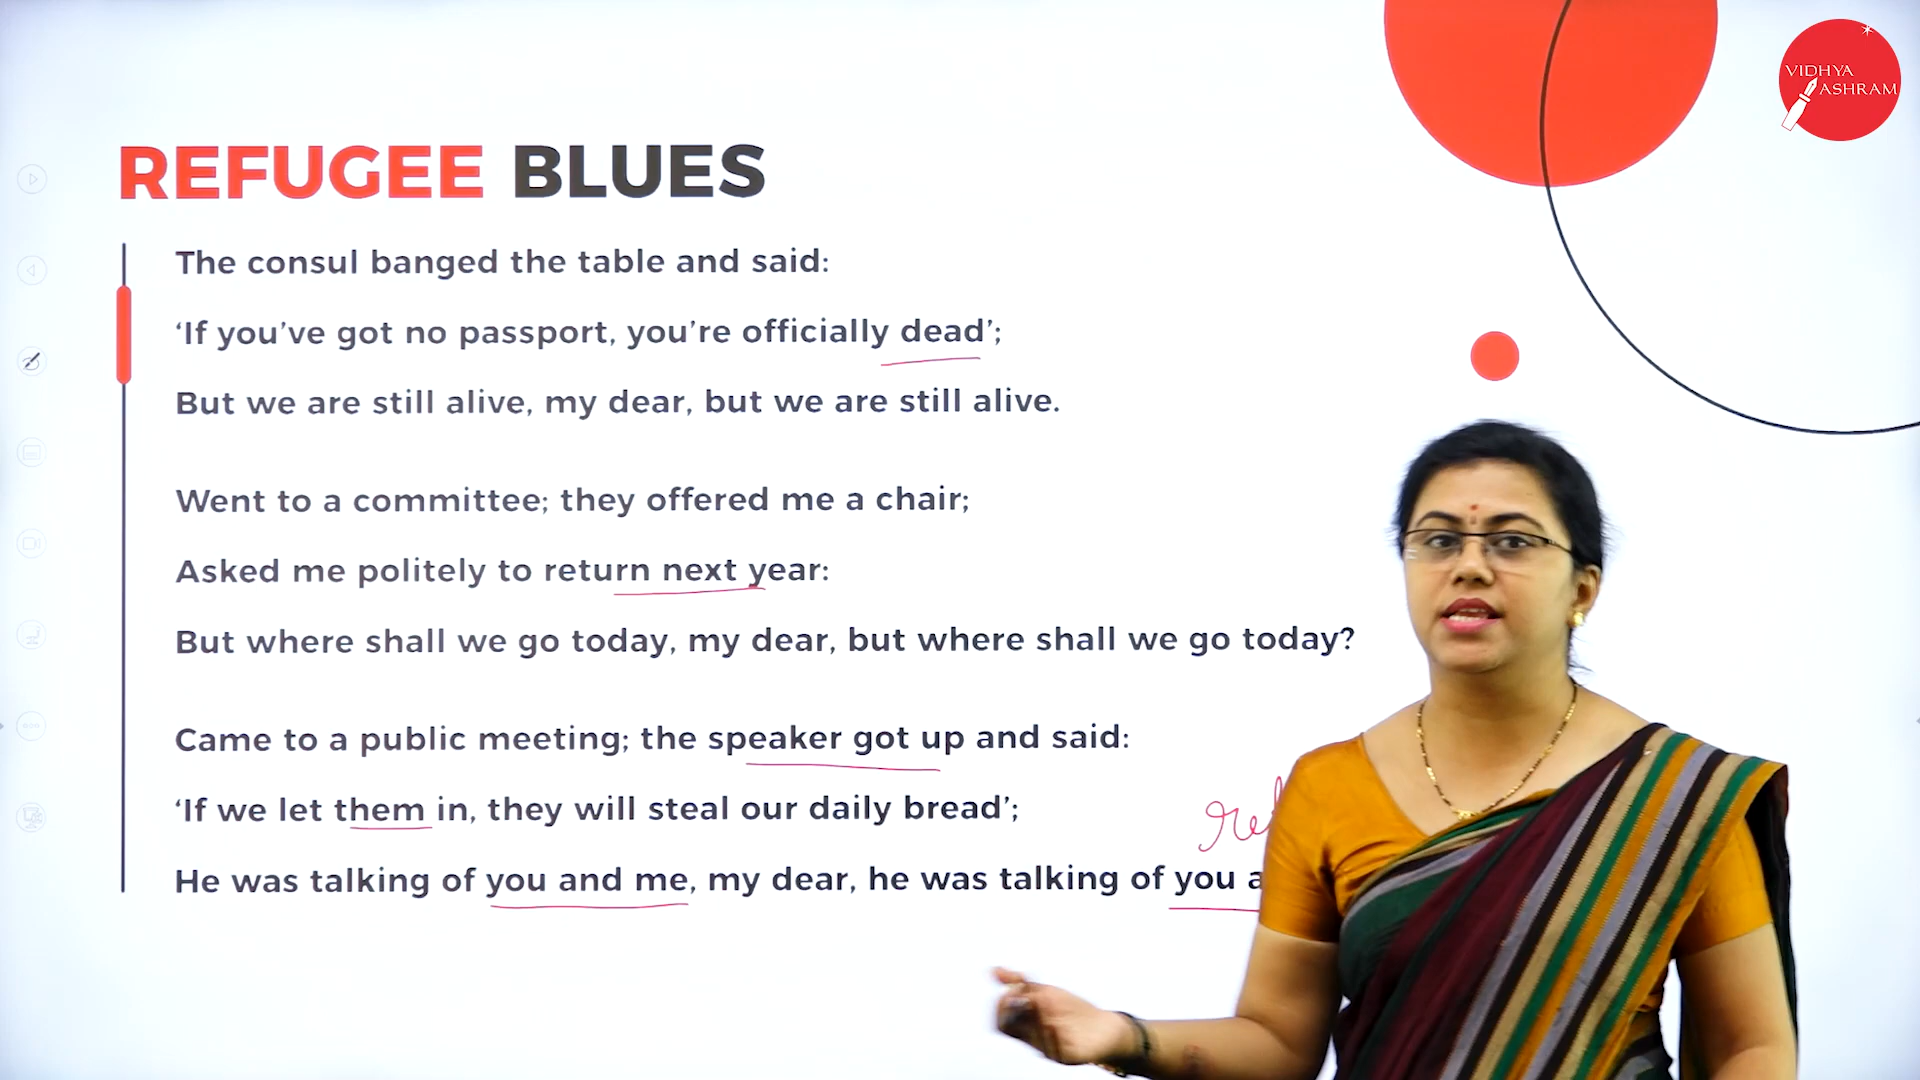 VIDHYA
ASHRAM
REFUGEE BLUES
The consul banged the table and said:
‘If you’ve got no passport, you’re officially dead’;
But we are still alive, my dear, but we are still alive.
Went to a committee; they offered me a chair;
Asked me politely to return next year:
But where shall we go today, my dear, but where shall we go today?
Came to a public meeting; the speaker got up and said:
‘If we let them in, they will steal our daily bread’;
He was talking of you and me, my dear, he was talking of you